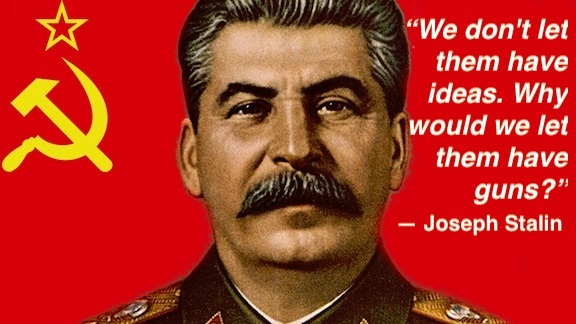 “We don't let
them have
ideas. Why
would we let
them have
guns?”
— Joseph Stalin